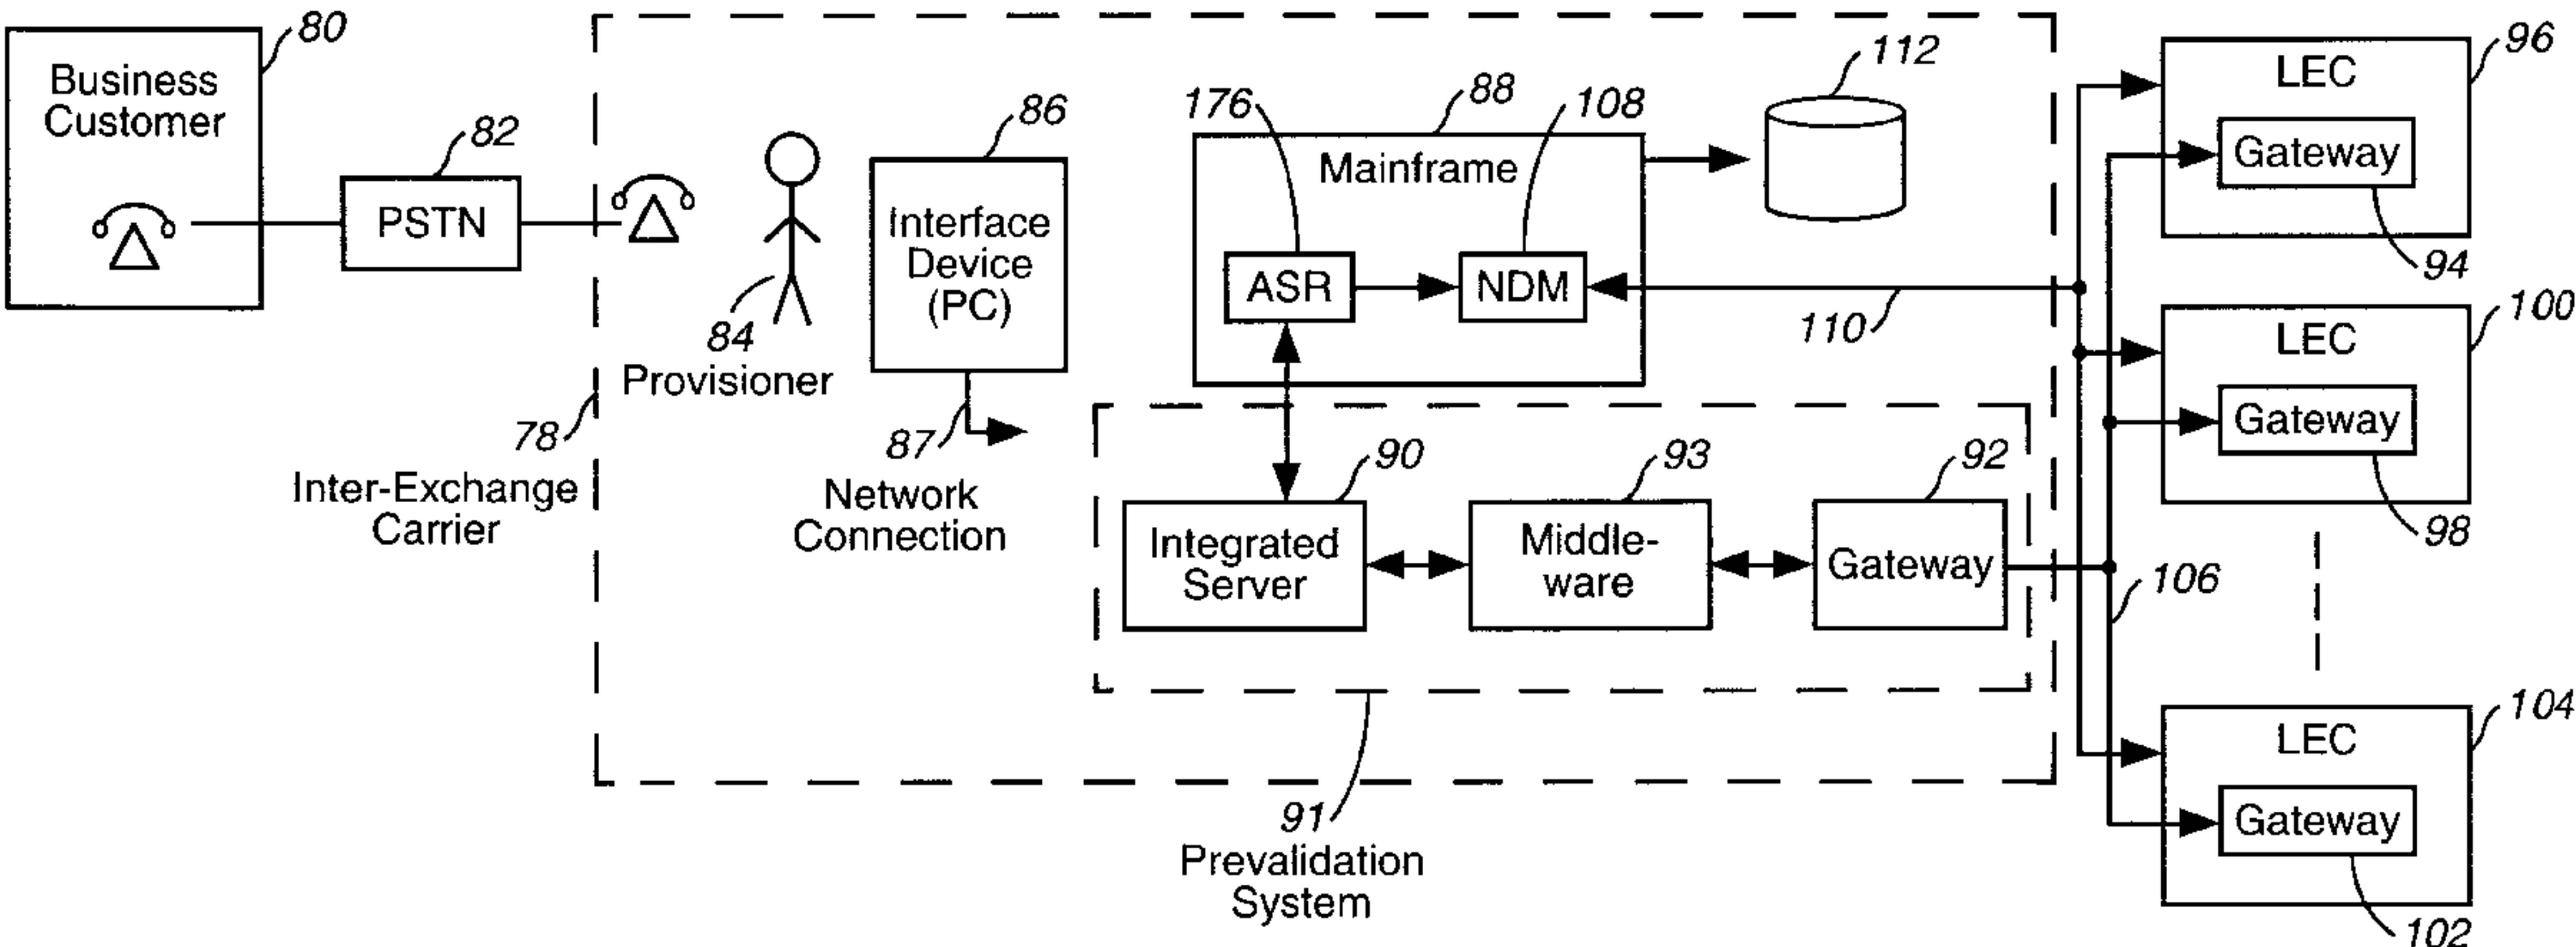 80
Business
Customer
82
PSTN
78
Inter-Exchange
Carrier
84
Provisioner
86
Interface
Device
(PC)
87
Network
Connection
88
Mainframe
176
ASR
108
NDM
112
110
90
Integrated
Server
93
Middle-
ware
92
Gateway
91
Prevalidation
System
106
96
LEC
Gateway
94
100
LEC
Gateway
98
104
LEC
Gateway
102